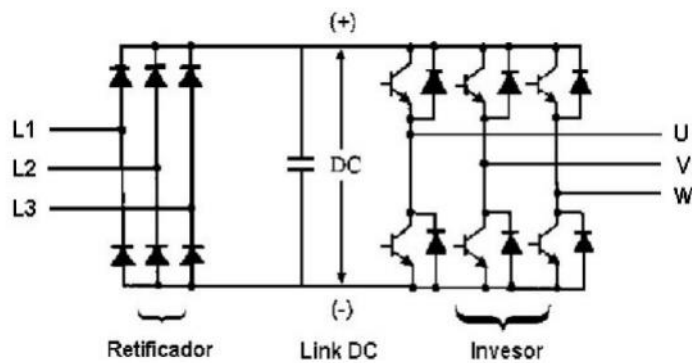 (+)
L1
L2
L3
DC
U
V
W
(-)
Retificador
Link DC
Invesor